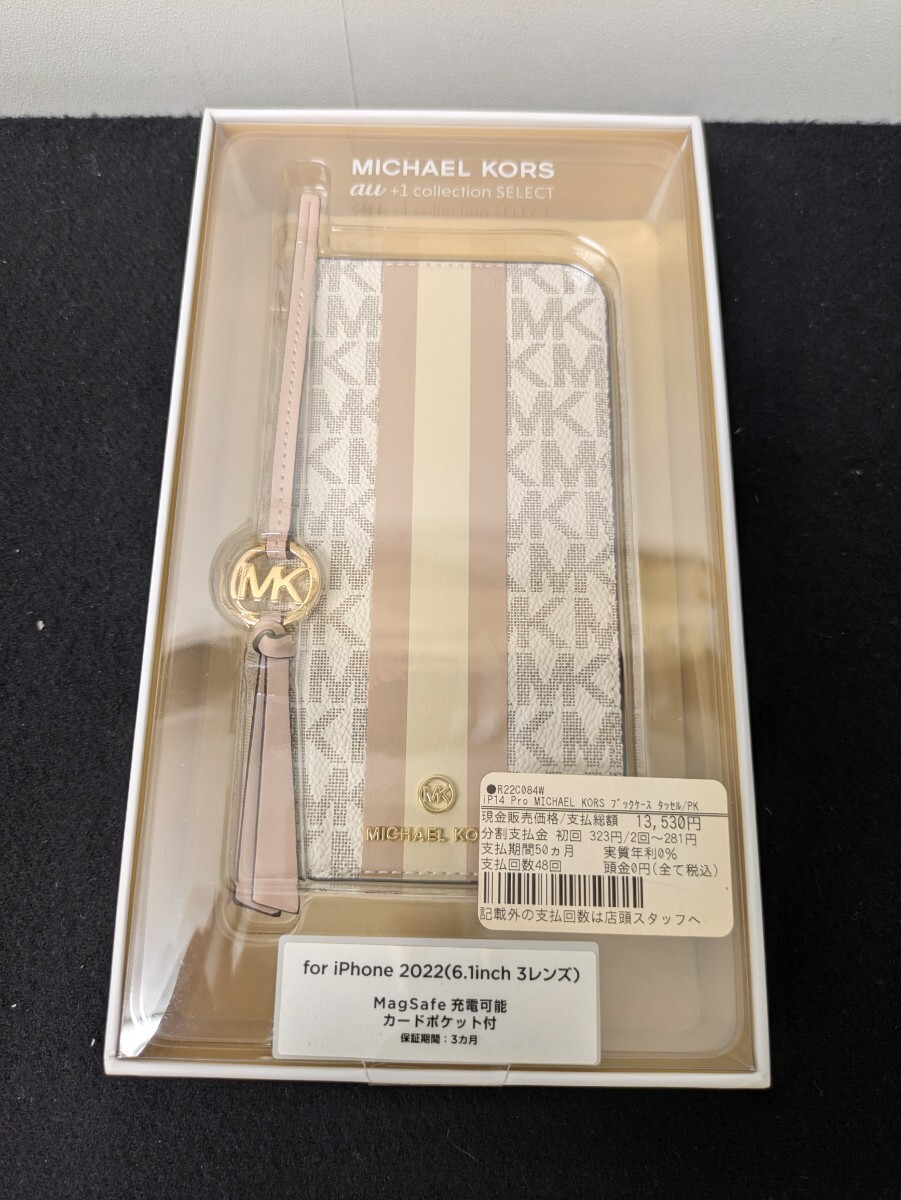 MICHAEL KORS
au +1 collection SELECT
MK
MK
MICHAEL KO
●R22C084W
iP14 Pro MICHAEL KORS ブックケース タッセル/PK
現金販売価格/支払総額 13,530円
分割支払金 初回 323円/2回～281円
支払期間50ヵ月 実質年利0%
支払回数48回 頭金0円(全て税込)
記載外の支払回数は店頭スタッフへ
for iPhone 2022(6.1inch 3レンズ)
MagSafe 充電可能
カードポケット付
保証期間：3カ月